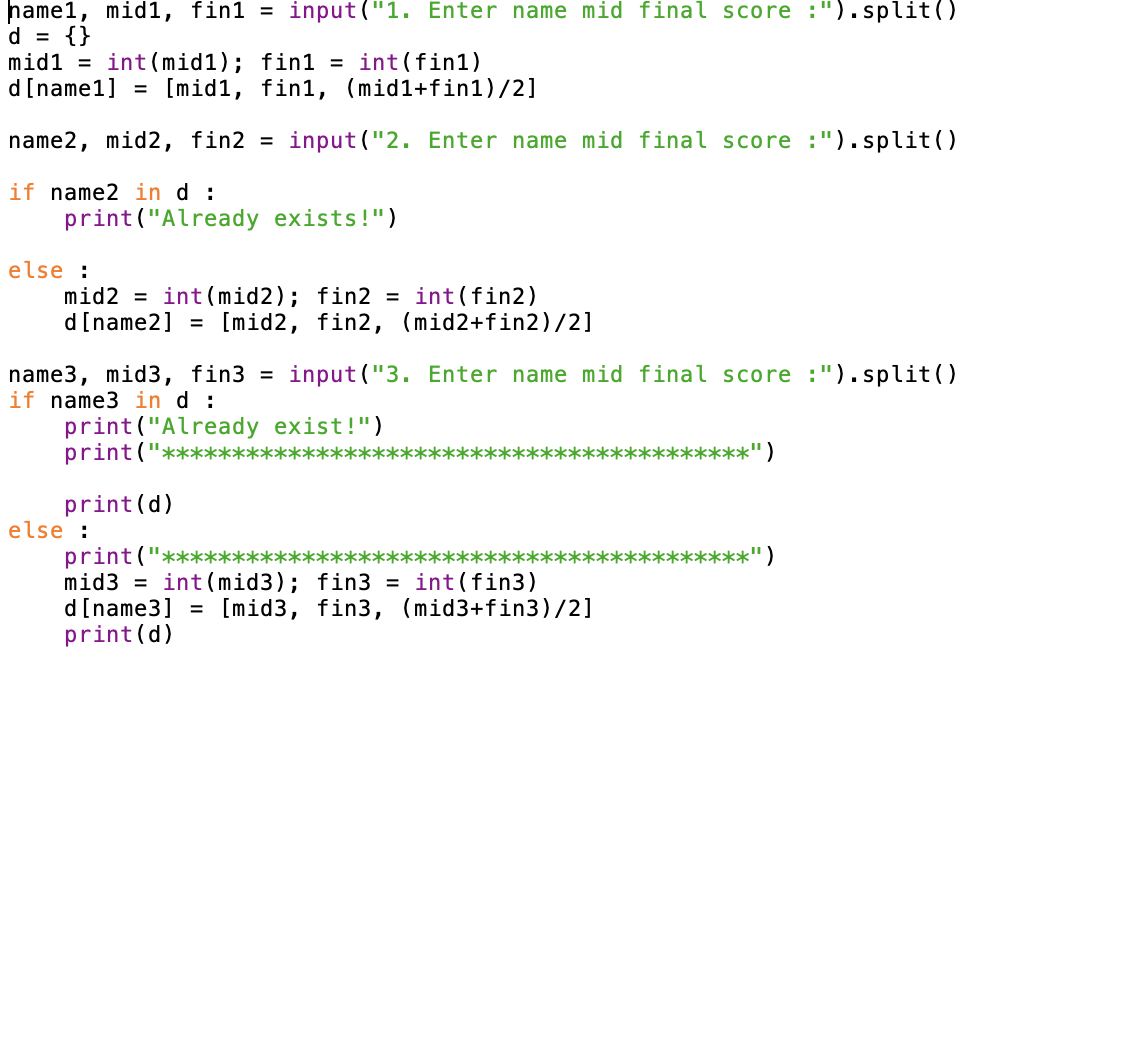 name1, mid1, fin1 = input("1. Enter name mid final score :").split()
d = {}
mid1 = int(mid1); fin1 = int(fin1)
d[name1] = [mid1, fin1, (mid1+fin1)/2]
name2, mid2, fin2 = input("2. Enter name mid final score :").split()
if name2 in d :
    print("Already exists!")
else :
    mid2 = int(mid2); fin2 = int(fin2)
    d[name2] = [mid2, fin2, (mid2+fin2)/2]
name3, mid3, fin3 = input("3. Enter name mid final score :").split()
if name3 in d :
    print("Already exist!")
    print("******************************************")
    print(d)
else :
    print("******************************************")
    mid3 = int(mid3); fin3 = int(fin3)
    d[name3] = [mid3, fin3, (mid3+fin3)/2]
    print(d)